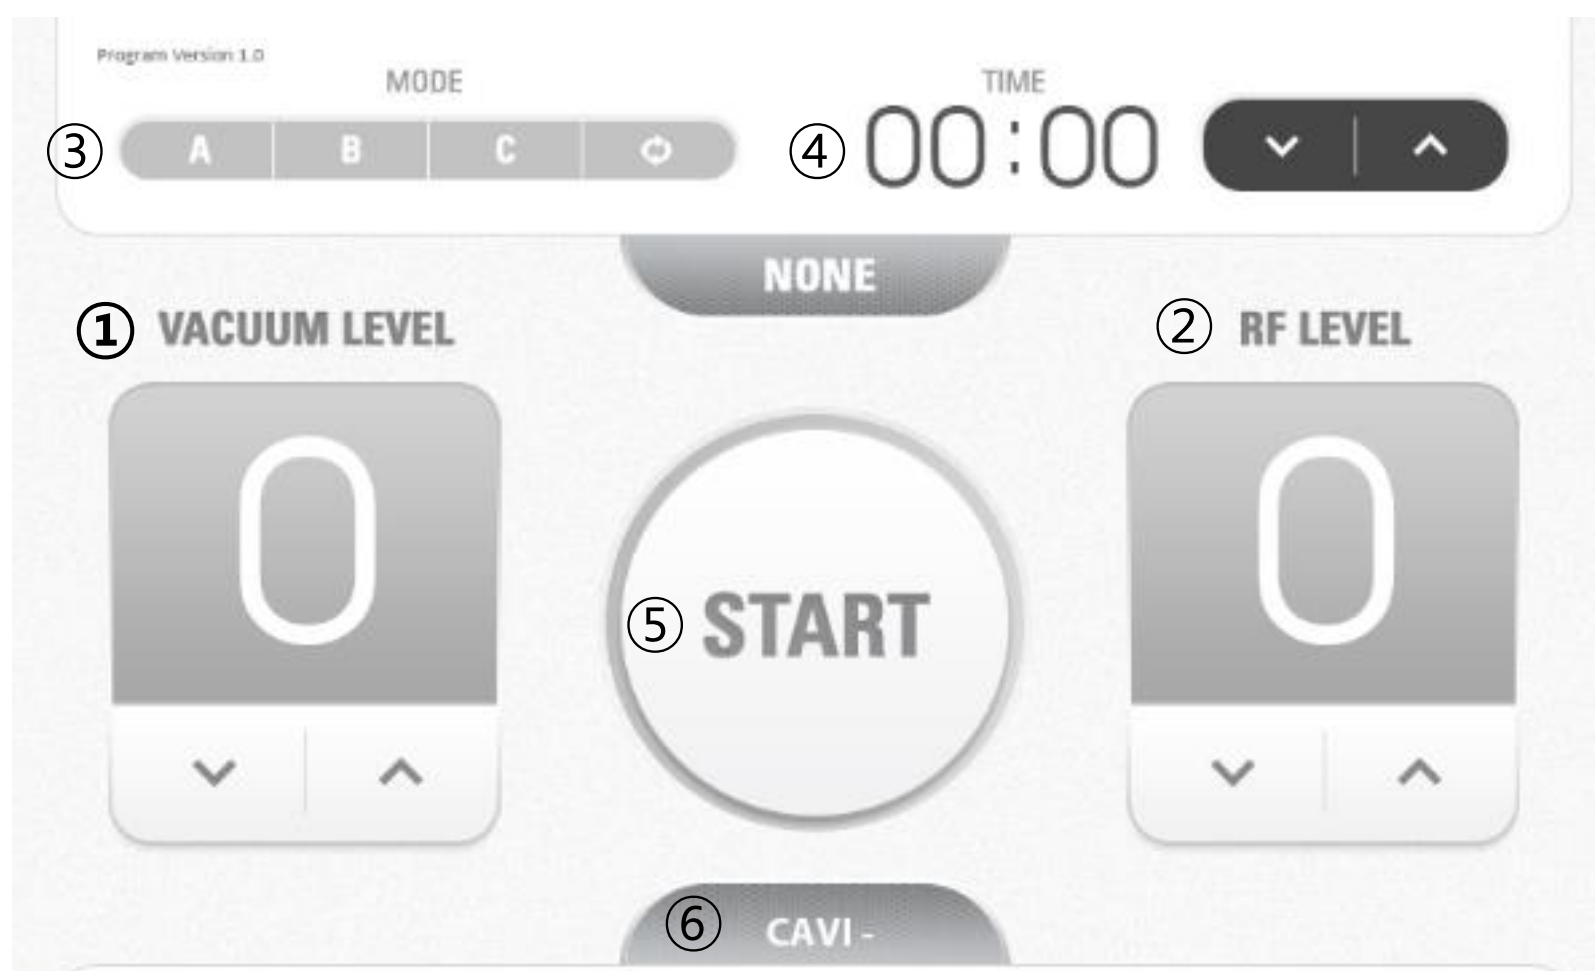 Program Version 1.0
MODE
TIME
③ A B C
④ 00:00
NONE
① VACUUM LEVEL
② RF LEVEL
0
0
⑤ START
⑥ CAVI -